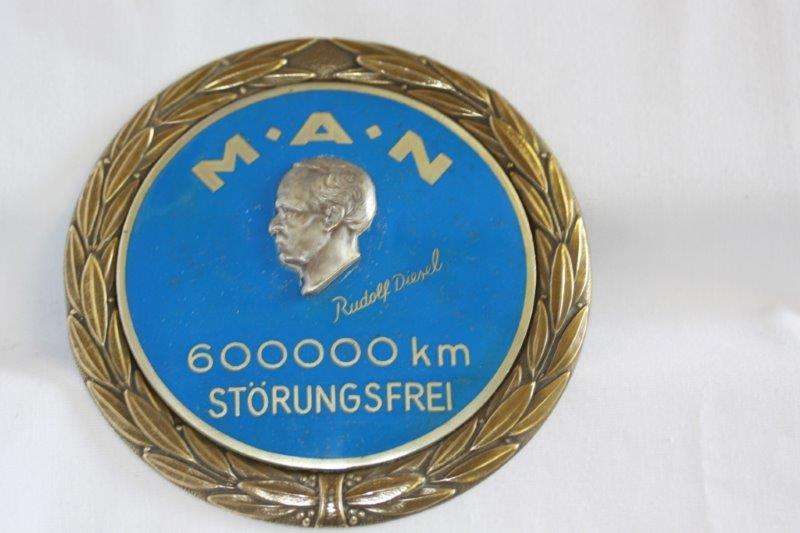 M·A·N
Rudolf Diesel
600000 km
STÖRUNGSFREI